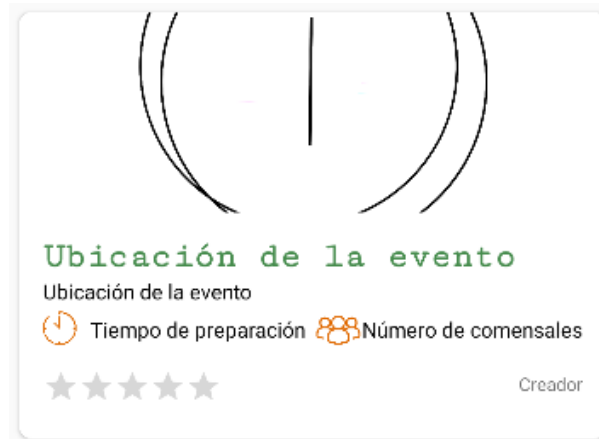 Ubicación de la evento
Ubicación de la evento
Tiempo de preparación Número de comensales
Creador